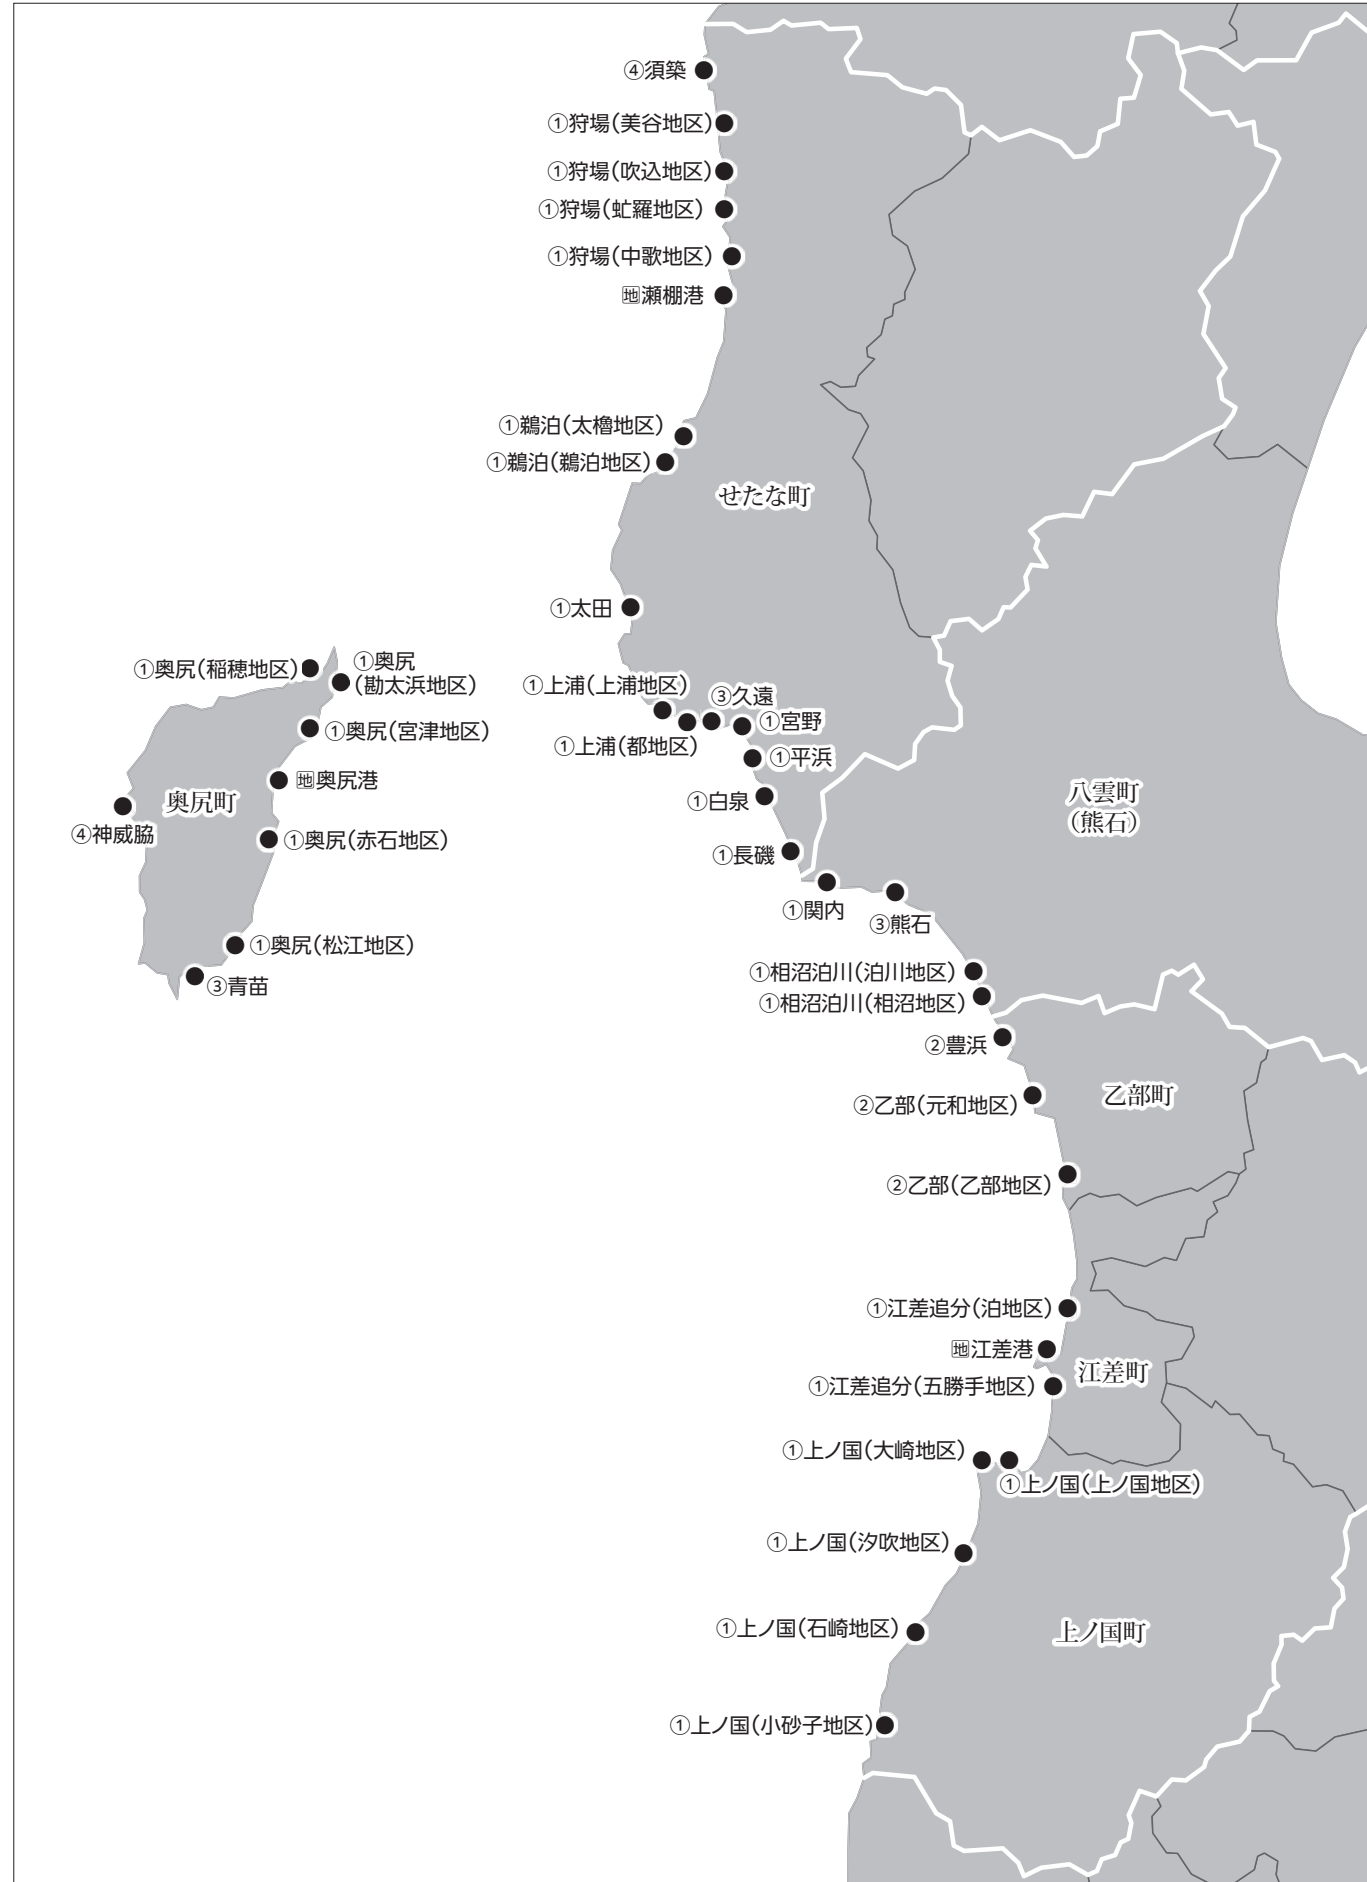 ④須築
①狩場(美谷地区)
①狩場(吹込地区)
①狩場(虻羅地区)
①狩場(中歌地区)
地瀬棚港
①鵜泊(太櫓地区)
①鵜泊(鵜泊地区)
せたな町
①太田
①奥尻(稲穂地区)
①奥尻
(勘太浜地区)
①上浦(上浦地区)
③久遠
①宮野
①奥尻(宮津地区)
①上浦(都地区)
①平浜
地奥尻港
奥尻町
①白泉
八雲町
(熊石)
④神威脇
①奥尻(赤石地区)
①長磯
①関内
③熊石
①奥尻(松江地区)
③青苗
①相沼泊川(泊川地区)
①相沼泊川(相沼地区)
②豊浜
②乙部(元和地区)
乙部町
②乙部(乙部地区)
①江差追分(泊地区)
地江差港
江差町
①江差追分(五勝手地区)
①上ノ国(大崎地区)
①上ノ国(上ノ国地区)
①上ノ国(汐吹地区)
①上ノ国(石崎地区)
上ノ国町
①上ノ国(小砂子地区)